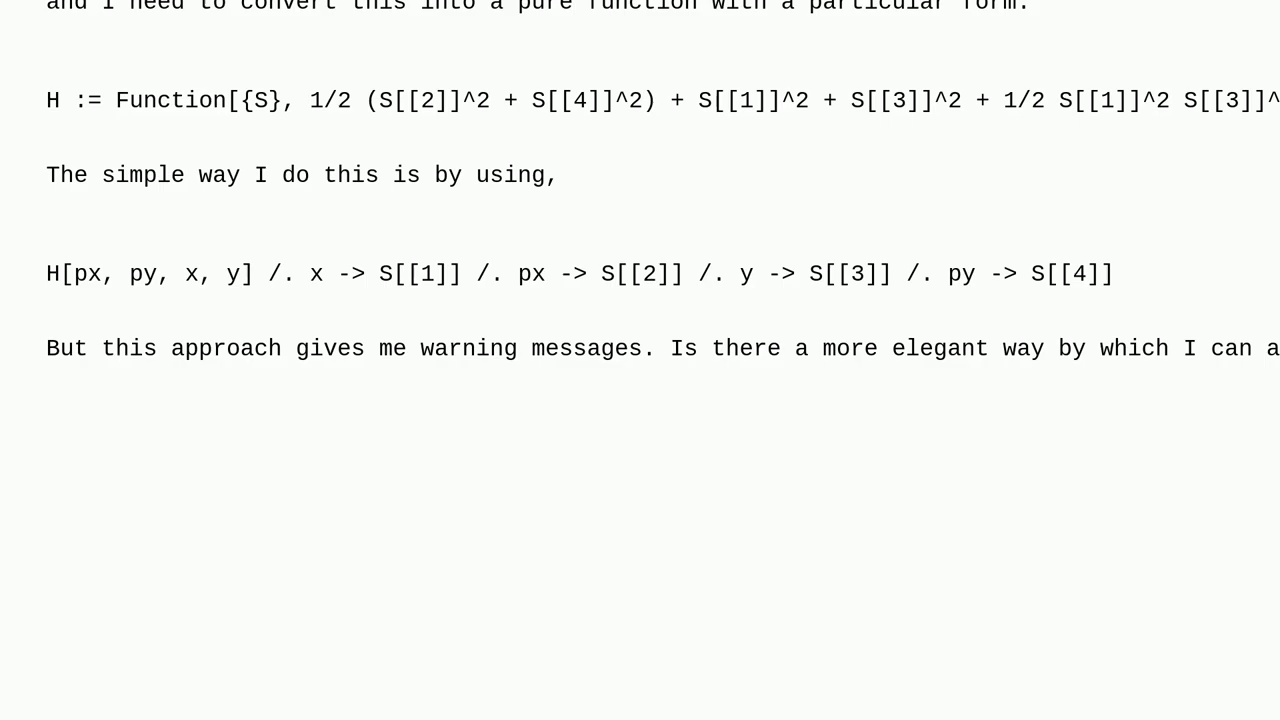 and I need to convert this into a pure function with a particular form.
H := Function[{S}, 1/2 (S[[2]]^2 + S[[4]]^2) + S[[1]]^2 + S[[3]]^2 + 1/2 S[[1]]^2 S[[3]]^
The simple way I do this is by using,
H[px, py, x, y] /. x -> S[[1]] /. px -> S[[2]] /. y -> S[[3]] /. py -> S[[4]]
But this approach gives me warning messages. Is there a more elegant way by which I can a